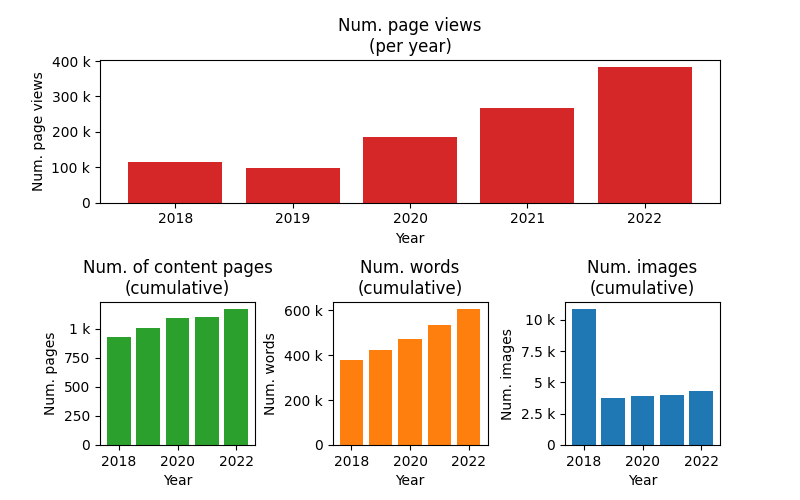 Num. page views
(per year)
Num. page views
400 k
300 k
200 k
100 k
0
2018 2019 2020 2021 2022
Year
Num. of content pages
(cumulative)
Num. pages
1 k
750
500
250
0
2018 2020 2022
Year
Num. words
(cumulative)
Num. words
600 k
400 k
200 k
0
2018 2020 2022
Year
Num. images
(cumulative)
Num. images
10 k
7.5 k
5 k
2.5 k
0
2018 2020 2022
Year